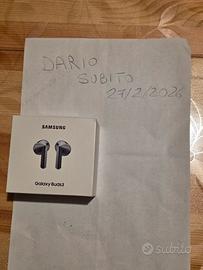 DARIO
SUBITO
27/2/2026
SAMSUNG
Galaxy Buds3
subito